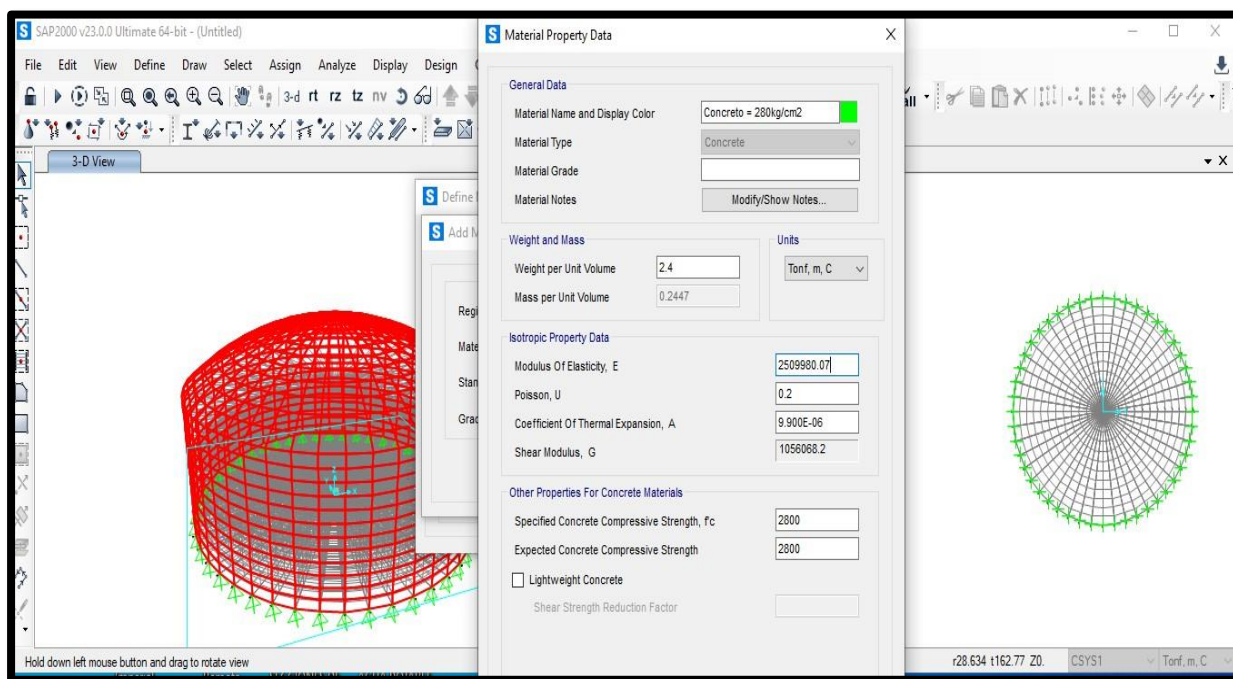 SAP2000 v23.0.0 Ultimate 64-bit - (Untitled)
File Edit View Define Draw Select Assign Analyze Display Design
3-d rt rz tz nv
3-D View
Define
Add M
Regi
Mate
Stan
Grad
Material Property Data
General Data
Material Name and Display Color Concreto = 280kg/cm2
Material Type Concrete
Material Grade
Material Notes Modify/Show Notes...
Weight and Mass
Weight per Unit Volume 2.4
Mass per Unit Volume 0.2447
Units
Tonf, m, C
Isotropic Property Data
Modulus Of Elasticity, E 2509980.07
Poisson, U 0.2
Coefficient Of Thermal Expansion, A 9.900E-06
Shear Modulus, G 1056068.2
Other Properties For Concrete Materials
Specified Concrete Compressive Strength, f'c 2800
Expected Concrete Compressive Strength 2800
Lightweight Concrete
Shear Strength Reduction Factor
Hold down left mouse button and drag to rotate view
r28.634 t162.77 Z0. CSYS1 Tonf, m, C